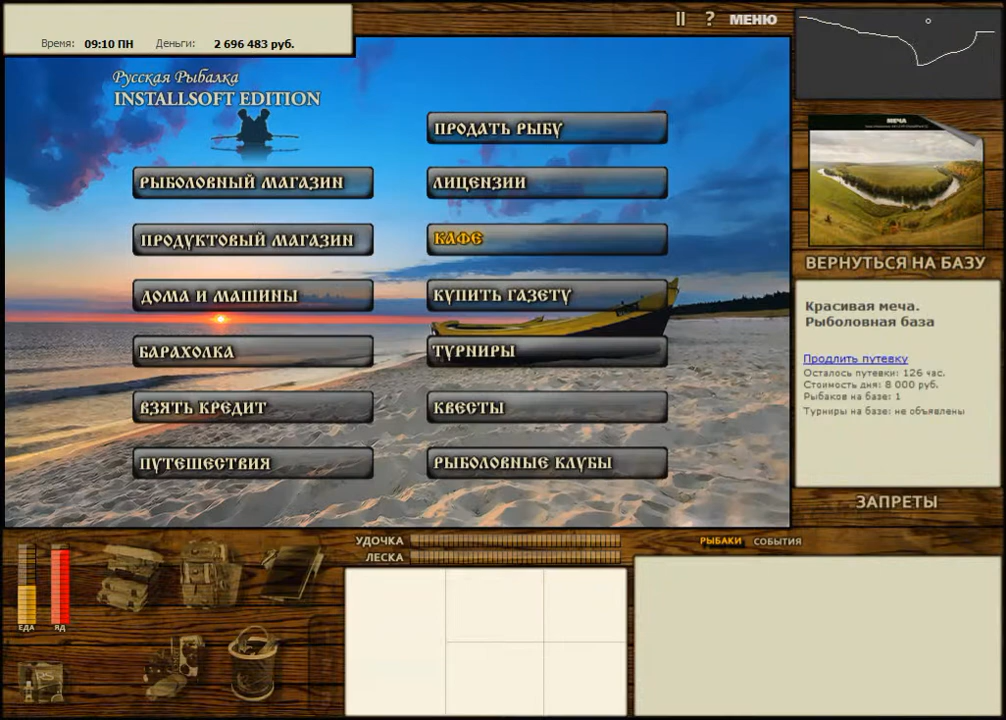 Время: 09:10 ПН Деньги: 2 696 483 руб.
|| ? МЕНЮ
Русская Рыбалка
INSTALLSOFT EDITION
ПРОДАТЬ РЫБУ
РЫБОЛОВНЫЙ МАГАЗИН
ЛИЦЕНЗИИ
ПРОДУКТОВЫЙ МАГАЗИН
КАФЕ
ДОМА И МАШИНЫ
КУПИТЬ ГАЗЕТУ
БАРАХОЛКА
ТУРНИРЫ
ВЗЯТЬ КРЕДИТ
КВЕСТЫ
ПУТЕШЕСТВИЯ
РЫБОЛОВНЫЕ КЛУБЫ
МЕЧА
ВЕРНУТЬСЯ НА БАЗУ
Красивая меча.
Рыболовная база
Продлить путевку
Осталось путевки: 126 час.
Стоимость дня: 8 000 руб.
Рыбаков на базе: 1
Турниры на базе: не объявлены
ЗАПРЕТЫ
УДОЧКА
ЛЕСКА
РЫБАКИ СОБЫТИЯ
ЕДА ЯД